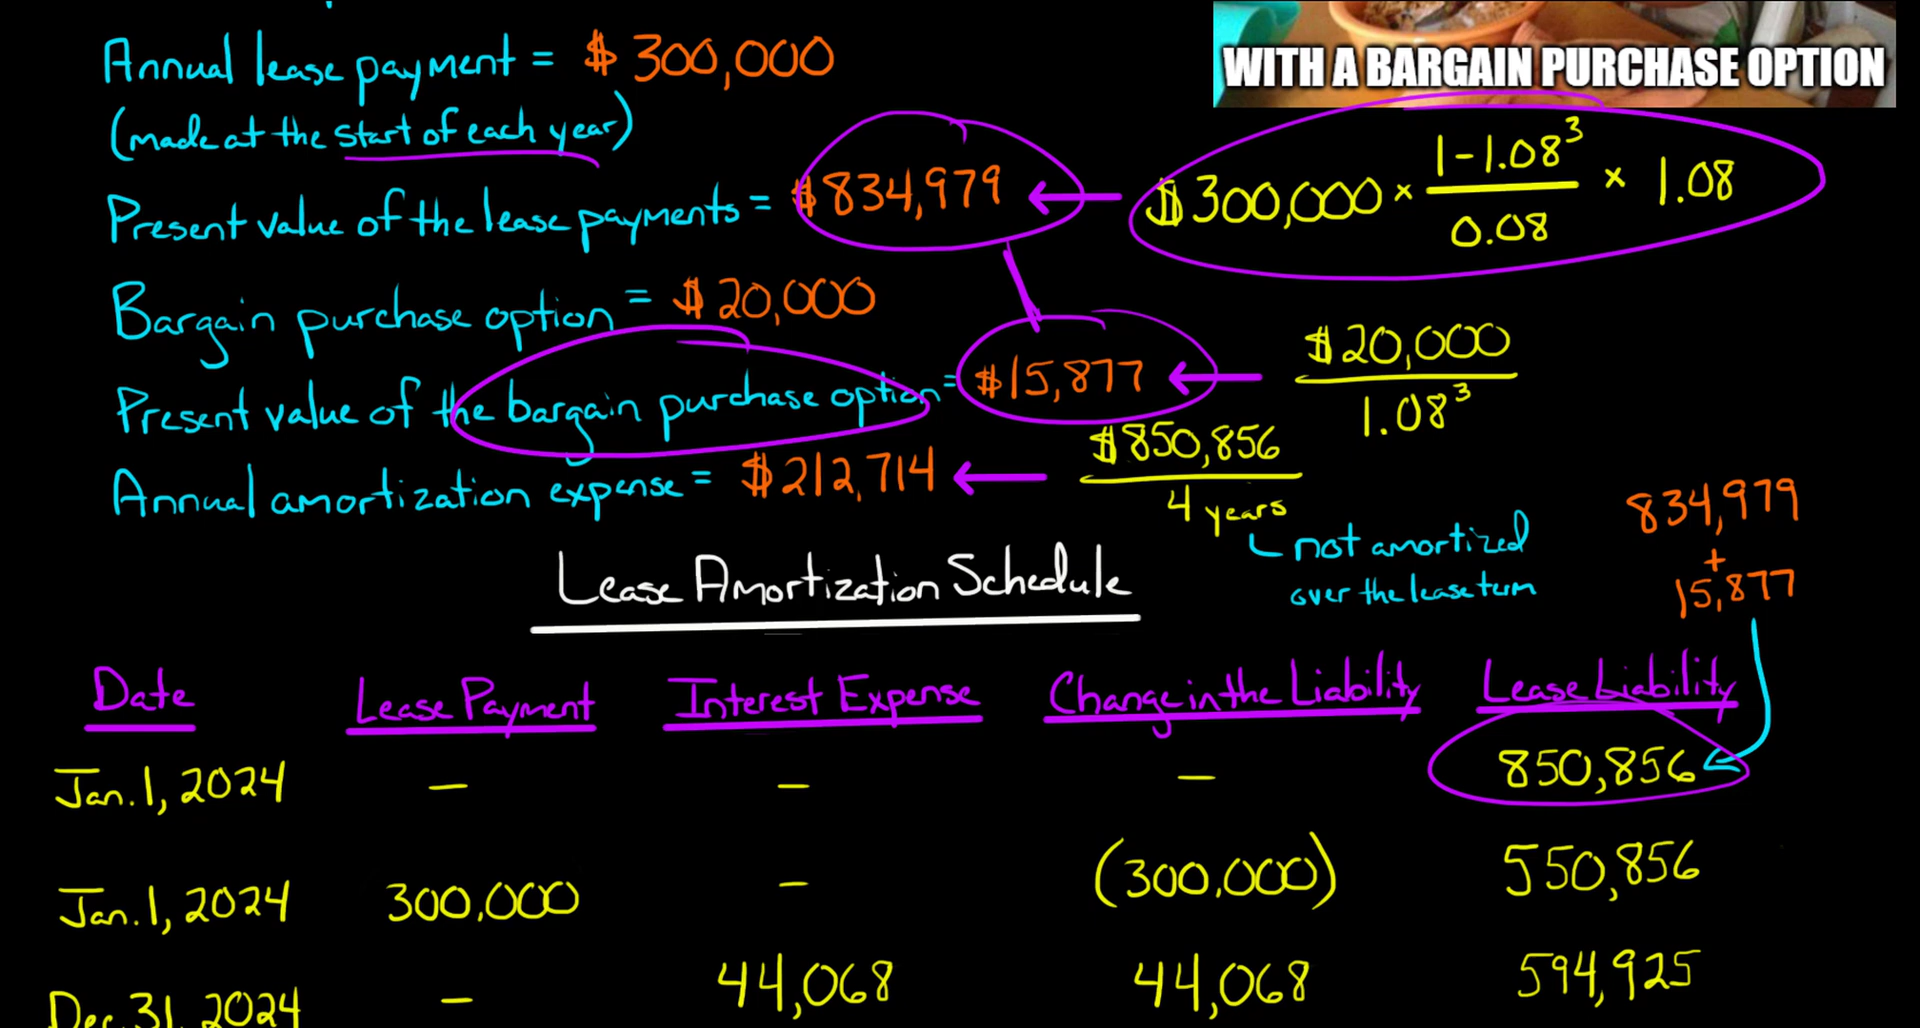 WITH A BARGAIN PURCHASE OPTION
Annual lease payment = $300,000
(made at the start of each year)
Present value of the lease payments = $834,979 ← $300,000 × 1-1.08³ / 0.08 × 1.08
Bargain purchase option = $20,000
Present value of the bargain purchase option = $15,877 ← $20,000 / 1.08³
Annual amortization expense = $212,714 ← $850,856 / 4 years
not amortized
over the lease term
834,979
+
15,877
Lease Amortization Schedule
Date Lease Payment Interest Expense Change in the Liability Lease Liability
Jan. 1, 2024 – – – 850,856
Jan. 1, 2024 300,000 – (300,000) 550,856
Dec. 31, 2024 – 44,068 44,068 594,925